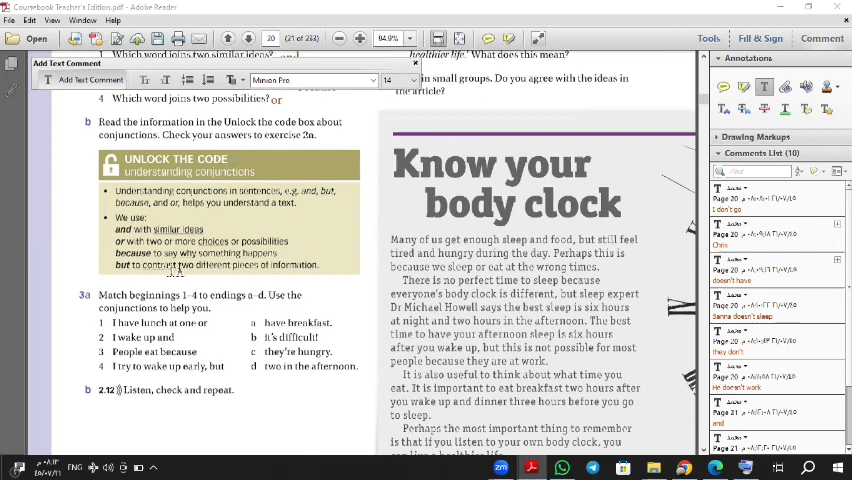 Coursebook Teacher's Edition.pdf - Adobe Reader
File Edit View Window Help
Open 20 (21 of 233) 94.9% Tools Fill & Sign Comment
Add Text Comment
Add Text Comment Minion Pro 14
4 Which word joins two possibilities? or
b Read the information in the Unlock the code box about
conjunctions. Check your answers to exercise 2a.
UNLOCK THE CODE
understanding conjunctions
• Understanding conjunctions in sentences, e.g. and, but,
because, and or, helps you understand a text.
• We use:
and with similar ideas
or with two or more choices or possibilities
because to say why something happens
but to contrast two different pieces of information.
3a Match beginnings 1–4 to endings a–d. Use the
conjunctions to help you.
1 I have lunch at one or a have breakfast.
2 I wake up and b it's difficult!
3 People eat because c they're hungry.
4 I try to wake up early, but d two in the afternoon.
b 2.12 Listen, check and repeat.
healthier life.' What does this mean?
in small groups. Do you agree with the ideas in
the article?
Know your
body clock
Many of us get enough sleep and food, but still feel
tired and hungry during the day. Perhaps this is
because we sleep or eat at the wrong times.
There is no perfect time to sleep because
everyone's body clock is different, but sleep expert
Dr Michael Howell says the best sleep is six hours
at night and two hours in the afternoon. The best
time to have your afternoon sleep is six hours
after you wake up, but this is not possible for most
people because they are at work.
It is also useful to think about what time you
eat. It is important to eat breakfast two hours after
you wake up and dinner three hours before you go
to sleep.
Perhaps the most important thing to remember
is that if you listen to your own body clock, you
Annotations
Drawing Markups
Comments List (10)
Find
Page 20
I don't go
Page 20
Chris
Page 20
doesn't have
Page 20
Sanna doesn't sleep
Page 20
they don't
Page 20
He doesn't work
Page 21
and
Page 21
ENG